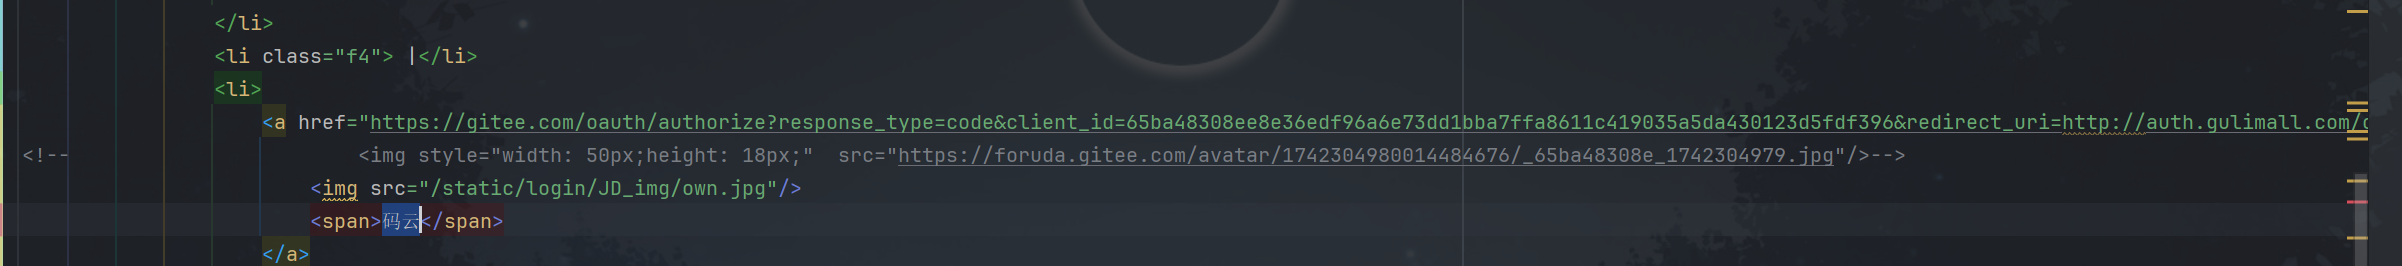 </li>
<li class="f4"> |</li>
<li>
<a href="https://gitee.com/oauth/authorize?response_type=code&client_id=65ba48308ee8e36edf96a6e73dd1bba7ffa8611c419035a5da430123d5fdf396&redirect_uri=http://auth.gulimall.com/
<!-- <img style="width: 50px;height: 18px;" src="https://foruda.gitee.com/avatar/1742304980014484676/_65ba48308e_1742304979.jpg"/>-->
<img src="/static/login/JD_img/own.jpg"/>
<span>码云</span>
</a>